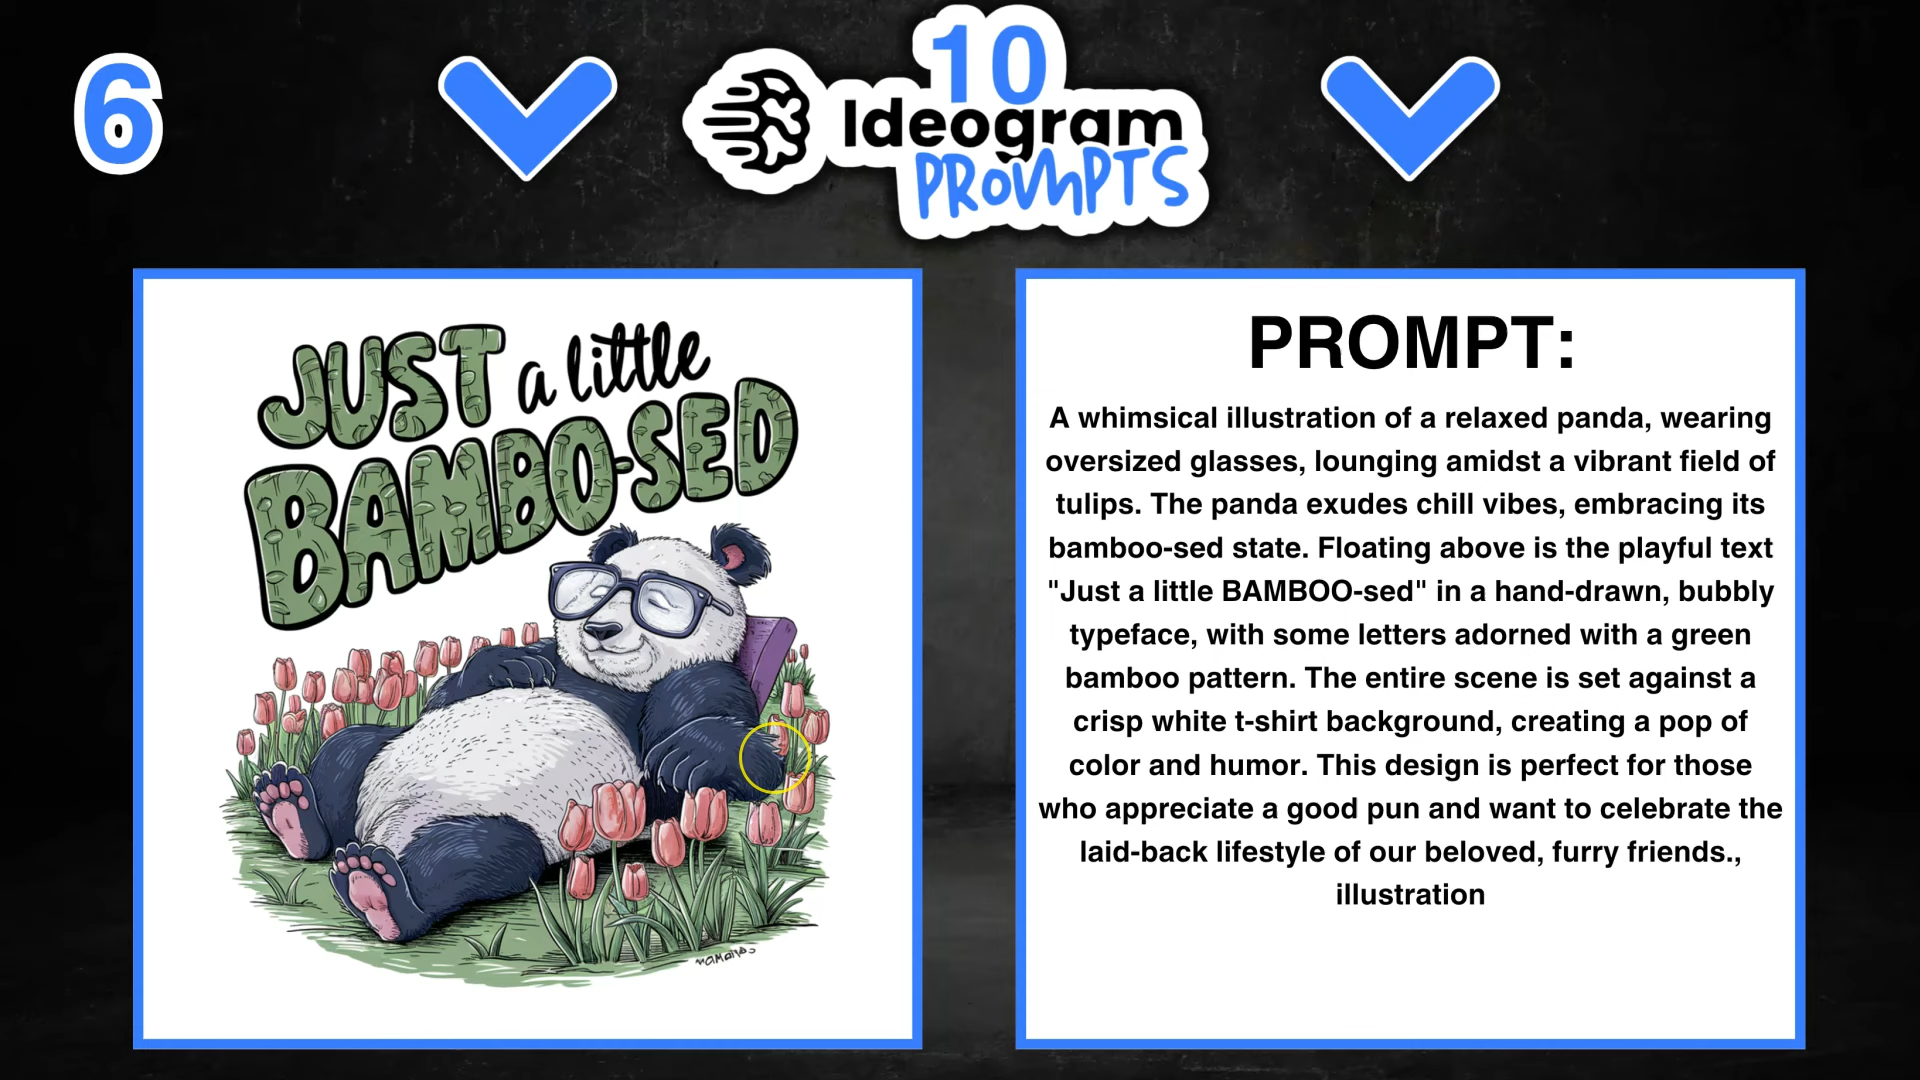 6
10
Ideogram
PROMPTS
JUST a little
BAMBO-SED
PROMPT:
A whimsical illustration of a relaxed panda, wearing
oversized glasses, lounging amidst a vibrant field of
tulips. The panda exudes chill vibes, embracing its
bamboo-sed state. Floating above is the playful text
"Just a little BAMBOO-sed" in a hand-drawn, bubbly
typeface, with some letters adorned with a green
bamboo pattern. The entire scene is set against a
crisp white t-shirt background, creating a pop of
color and humor. This design is perfect for those
who appreciate a good pun and want to celebrate the
laid-back lifestyle of our beloved, furry friends.,
illustration